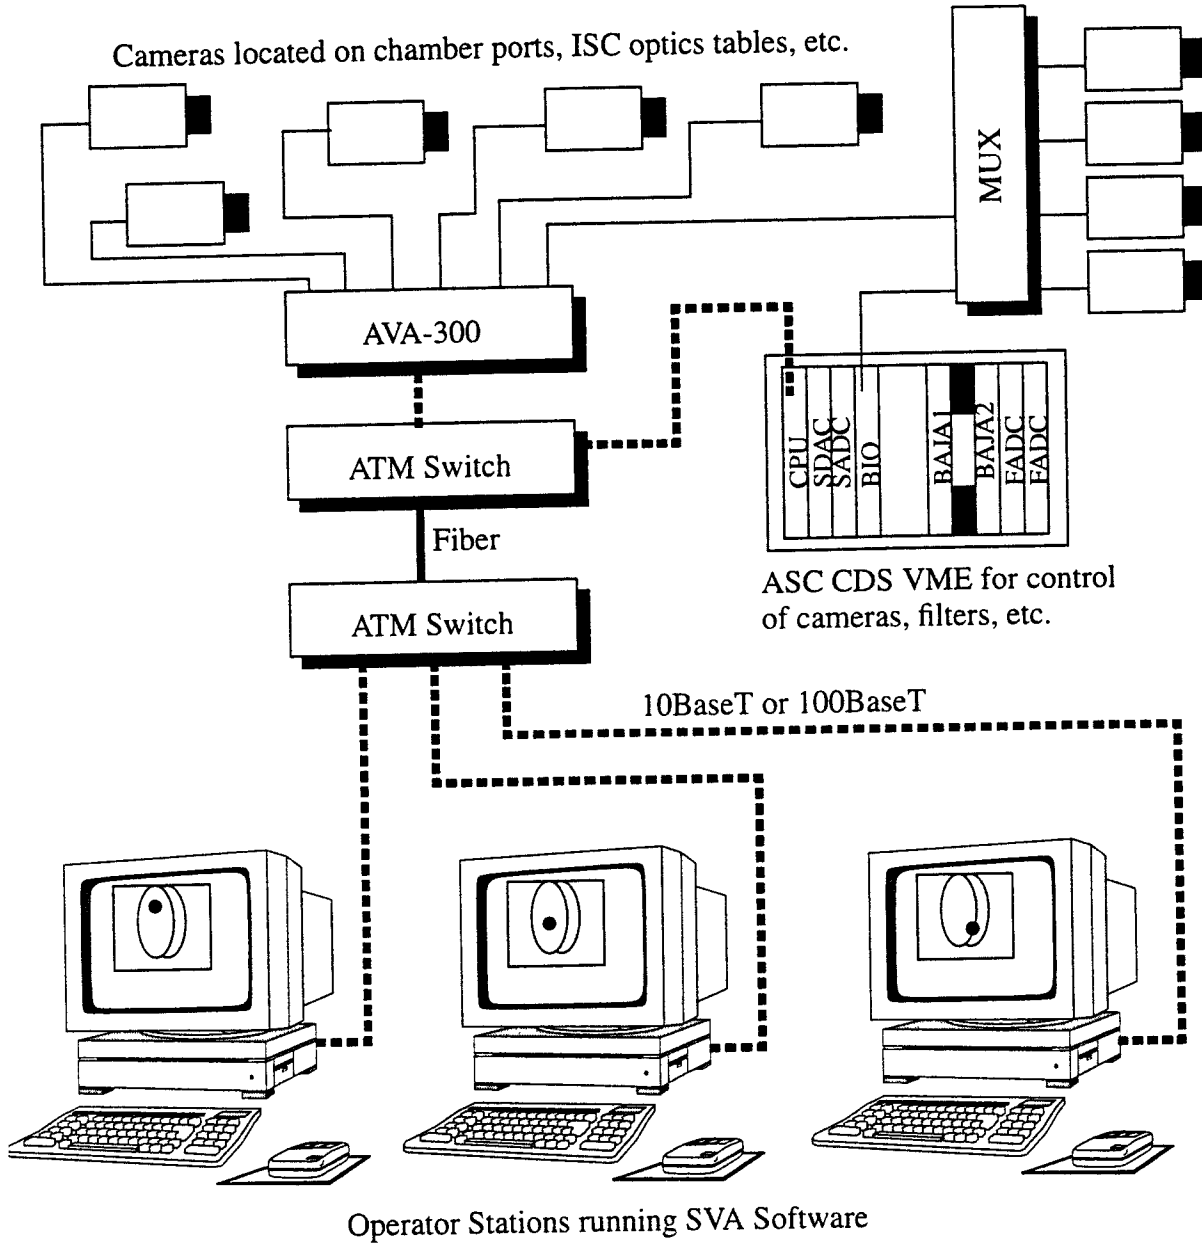 Cameras located on chamber ports, ISC optics tables, etc.
MUX
AVA-300
ATM Switch
Fiber
ATM Switch
CPU
SDAC
SADC
BIO
BAJA1
BAJA2
FADC
FADC
ASC CDS VME for control
of cameras, filters, etc.
10BaseT or 100BaseT
Operator Stations running SVA Software